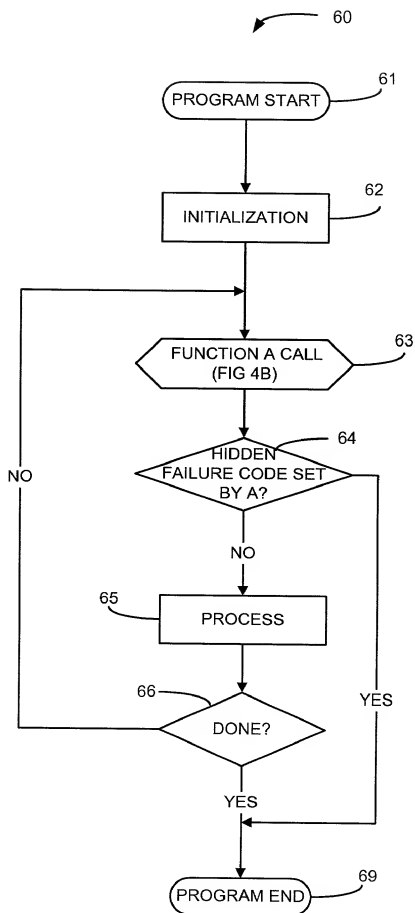 60
PROGRAM START
61
INITIALIZATION
62
FUNCTION A CALL
(FIG 4B)
63
HIDDEN
FAILURE CODE SET
BY A?
64
NO
NO
PROCESS
65
66
DONE?
YES
YES
PROGRAM END
69